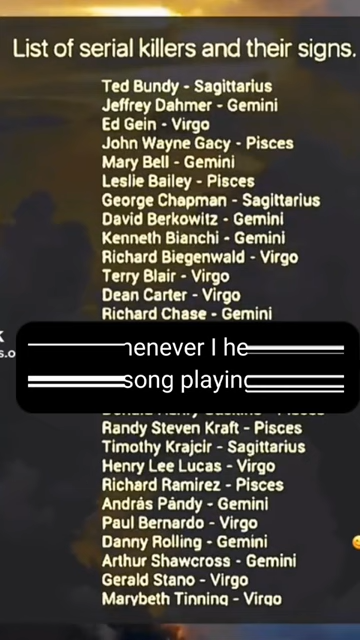 List of serial killers and their signs.
Ted Bundy - Sagittarius
Jeffrey Dahmer - Gemini
Ed Gein - Virgo
John Wayne Gacy - Pisces
Mary Bell - Gemini
Leslie Bailey - Pisces
George Chapman - Sagittarius
David Berkowitz - Gemini
Kenneth Bianchi - Gemini
Richard Biegenwald - Virgo
Terry Blair - Virgo
Dean Carter - Virgo
Richard Chase - Gemini
henever I he
song playing
Randy Steven Kraft - Pisces
Timothy Krajcir - Sagittarius
Henry Lee Lucas - Virgo
Richard Ramirez - Pisces
András Pándy - Gemini
Paul Bernardo - Virgo
Danny Rolling - Gemini
Arthur Shawcross - Gemini
Gerald Stano - Virgo
Marybeth Tinning - Virgo